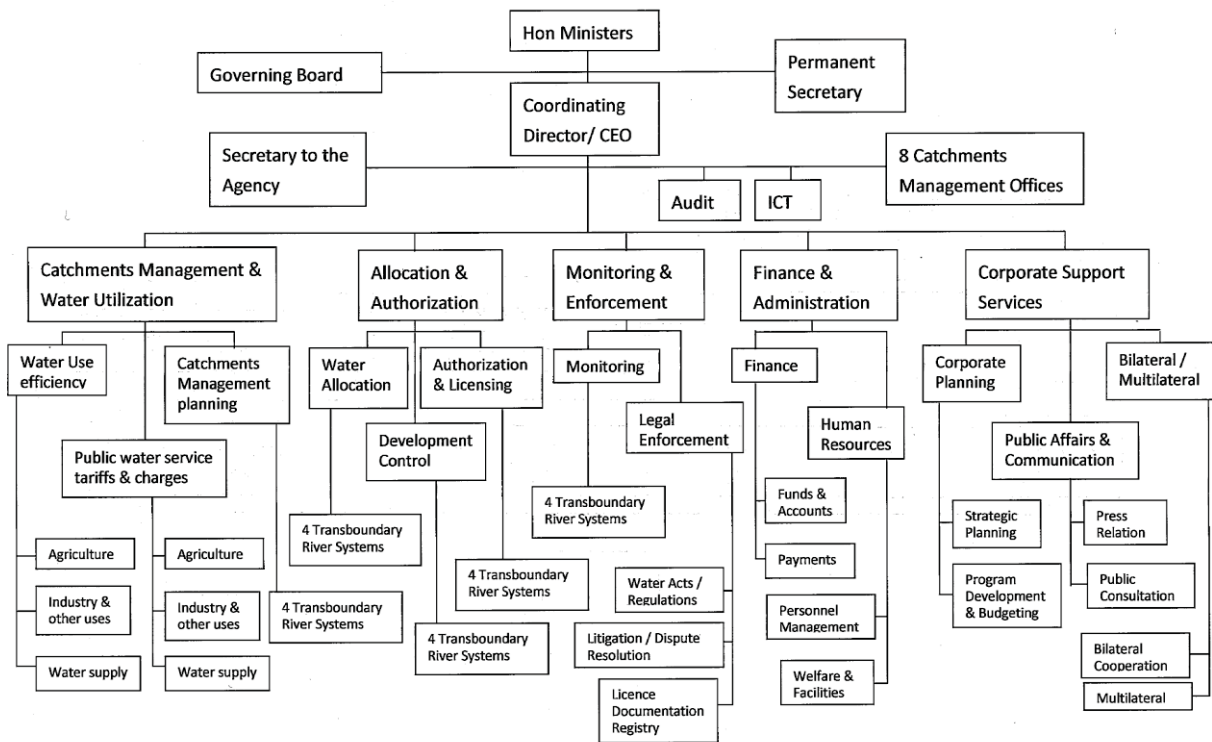 Hon Ministers
Governing Board
Permanent
Secretary
Coordinating
Director/ CEO
Secretary to the
Agency
8 Catchments
Management Offices
Audit
ICT
Catchments Management &
Water Utilization
Allocation &
Authorization
Monitoring &
Enforcement
Finance &
Administration
Corporate Support
Services
Water Use
efficiency
Catchments
Management
planning
Water
Allocation
Authorization
& Licensing
Monitoring
Finance
Corporate
Planning
Bilateral /
Multilateral
Public water service
tariffs & charges
Development
Control
Legal
Enforcement
Human
Resources
Public Affairs &
Communication
4 Transboundary
River Systems
4 Transboundary
River Systems
Funds &
Accounts
Strategic
Planning
Press
Relation
Agriculture
Agriculture
4 Transboundary
River Systems
Payments
Water Acts /
Regulations
Program
Development
& Budgeting
Public
Consultation
Industry &
other uses
Industry &
other uses
4 Transboundary
River Systems
4 Transboundary
River Systems
Litigation / Dispute
Resolution
Personnel
Management
Bilateral
Cooperation
Water supply
Water supply
Licence
Documentation
Registry
Welfare &
Facilities
Multilateral